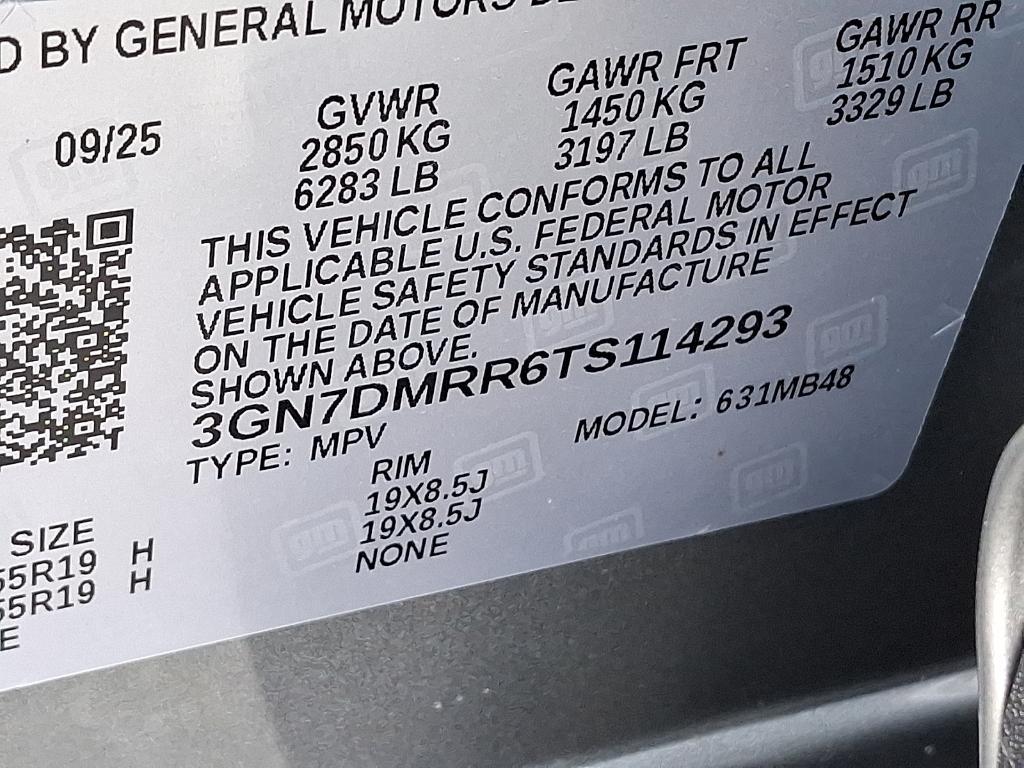 D BY GENERAL MOTORS
09/25
GVWR
2850 KG
6283 LB
GAWR FRT
1450 KG
3197 LB
GAWR RR
1510 KG
3329 LB
THIS VEHICLE CONFORMS TO ALL
APPLICABLE U.S. FEDERAL MOTOR
VEHICLE SAFETY STANDARDS IN EFFECT
ON THE DATE OF MANUFACTURE
SHOWN ABOVE.
3GN7DMRR6TS114293
TYPE: MPV
MODEL: 631MB48
SIZE
55R19 H
55R19 H
E
RIM
19X8.5J
19X8.5J
NONE